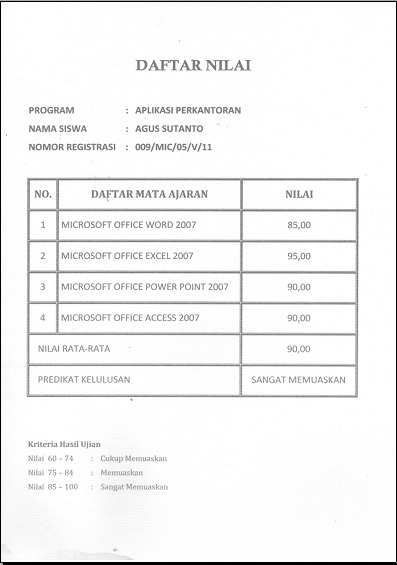 DAFTAR NILAI
PROGRAM : APLIKASI PERKANTORAN
NAMA SISWA : AGUS SUTANTO
NOMOR REGISTRASI : 009/MIC/05/V/11
NO. DAFTAR MATA AJARAN NILAI
1 MICROSOFT OFFICE WORD 2007 85,00
2 MICROSOFT OFFICE EXCEL 2007 95,00
3 MICROSOFT OFFICE POWER POINT 2007 90,00
4 MICROSOFT OFFICE ACCESS 2007 90,00
NILAI RATA-RATA 90,00
PREDIKAT KELULUSAN SANGAT MEMUASKAN
Kriteria Hasil Ujian
Nilai 60 – 74 : Cukup Memuaskan
Nilai 75 – 84 : Memuaskan
Nilai 85 – 100 : Sangat Memuaskan